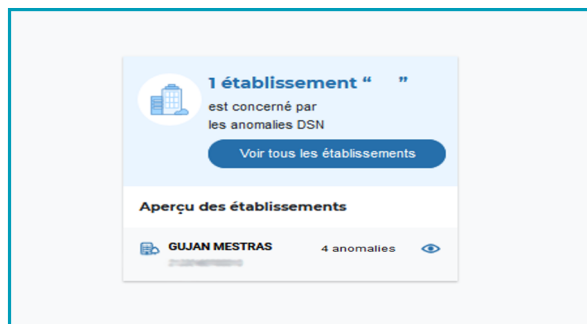 1 établissement “ ”
est concerné par
les anomalies DSN
Voir tous les établissements
Aperçu des établissements
GUJAN MESTRAS 4 anomalies